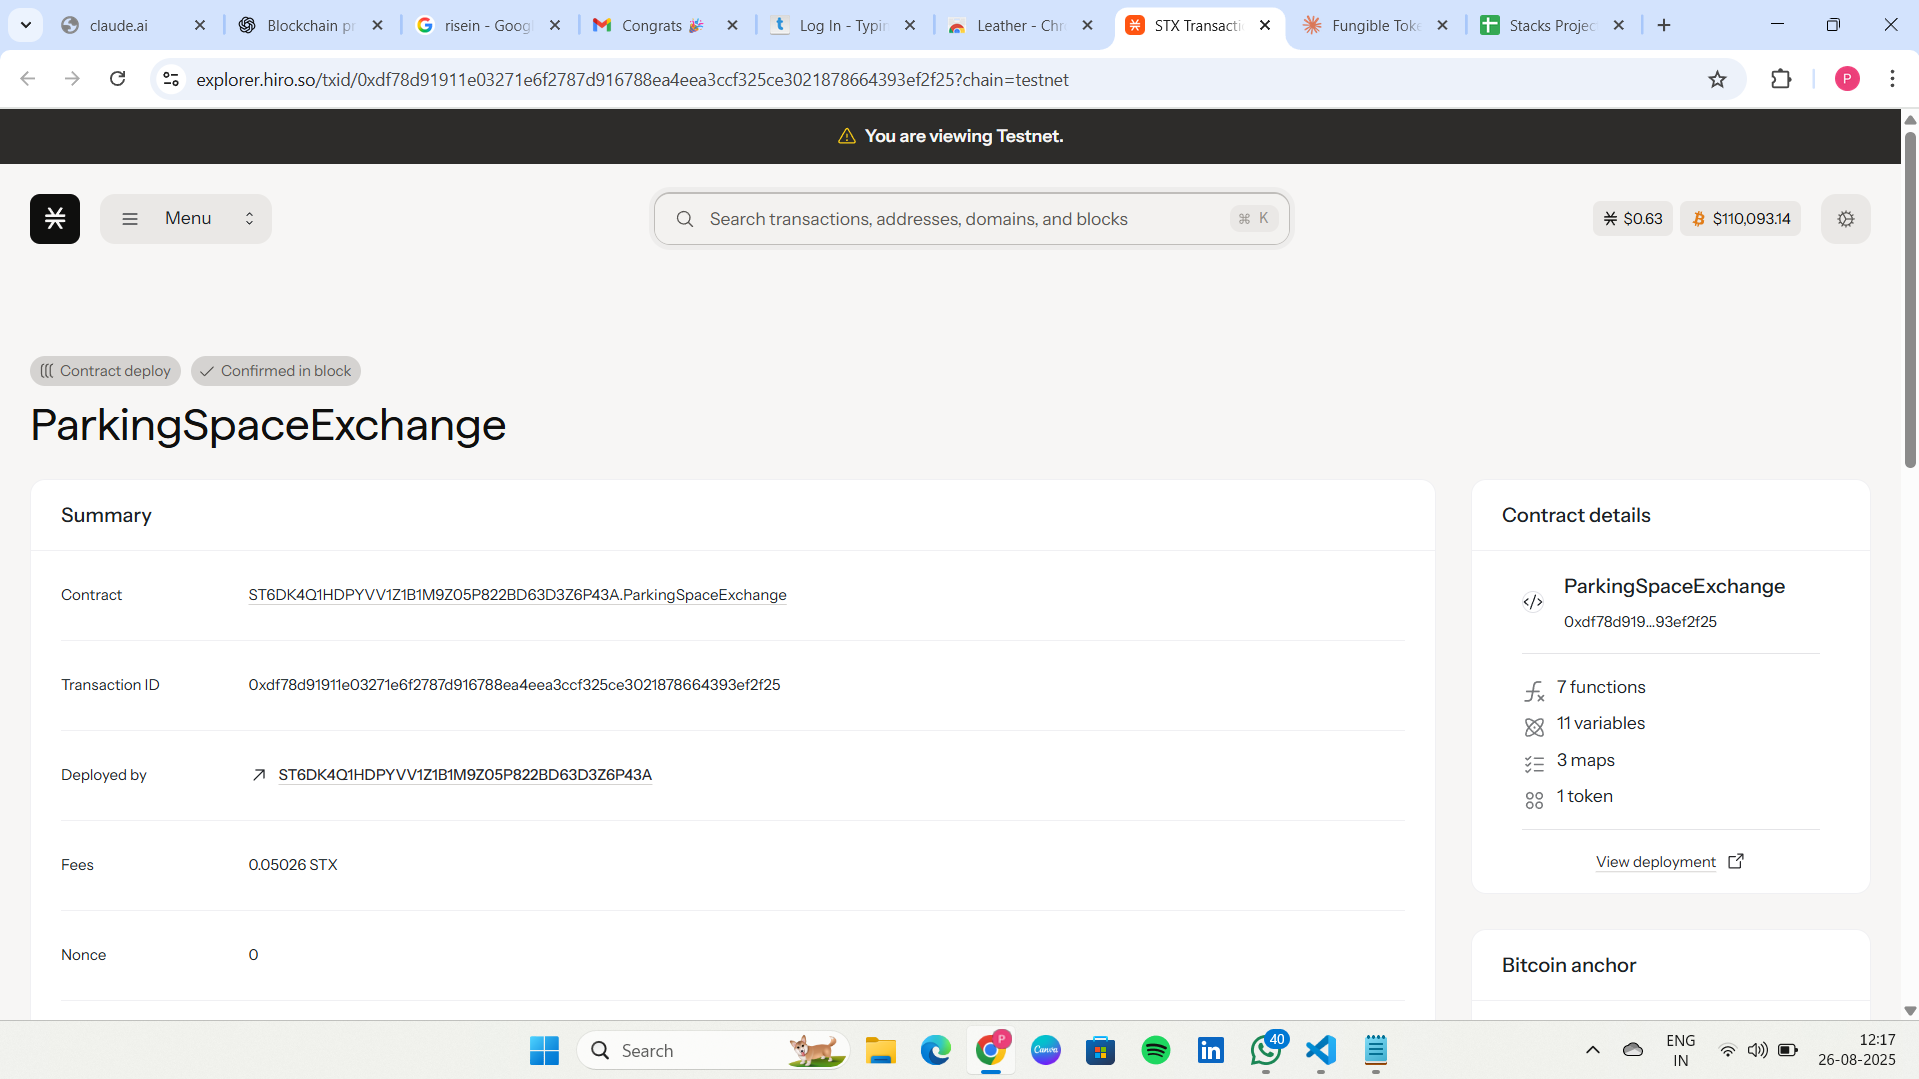 claude.ai
Blockchain pr
risein - Goog
Congrats 🎉
Log In - Typin
Leather - Chr
STX Transacti
Fungible Toke
Stacks Projec
explorer.hiro.so/txid/0xdf78d91911e03271e6f2787d916788ea4eea3ccf325ce3021878664393ef2f25?chain=testnet
P
You are viewing Testnet.
Menu
Search transactions, addresses, domains, and blocks
⌘ K
$0.63
$110,093.14
Contract deploy
Confirmed in block
ParkingSpaceExchange
Summary
Contract
ST6DK4Q1HDPYVV1Z1B1M9Z05P822BD63D3Z6P43A.ParkingSpaceExchange
Transaction ID
0xdf78d91911e03271e6f2787d916788ea4eea3ccf325ce3021878664393ef2f25
Deployed by
ST6DK4Q1HDPYVV1Z1B1M9Z05P822BD63D3Z6P43A
Fees
0.05026 STX
Nonce
0
Contract details
ParkingSpaceExchange
0xdf78d919...93ef2f25
7 functions
11 variables
3 maps
1 token
View deployment
Bitcoin anchor
Search
P
Canva
40
ENG
IN
12:17
26-08-2025